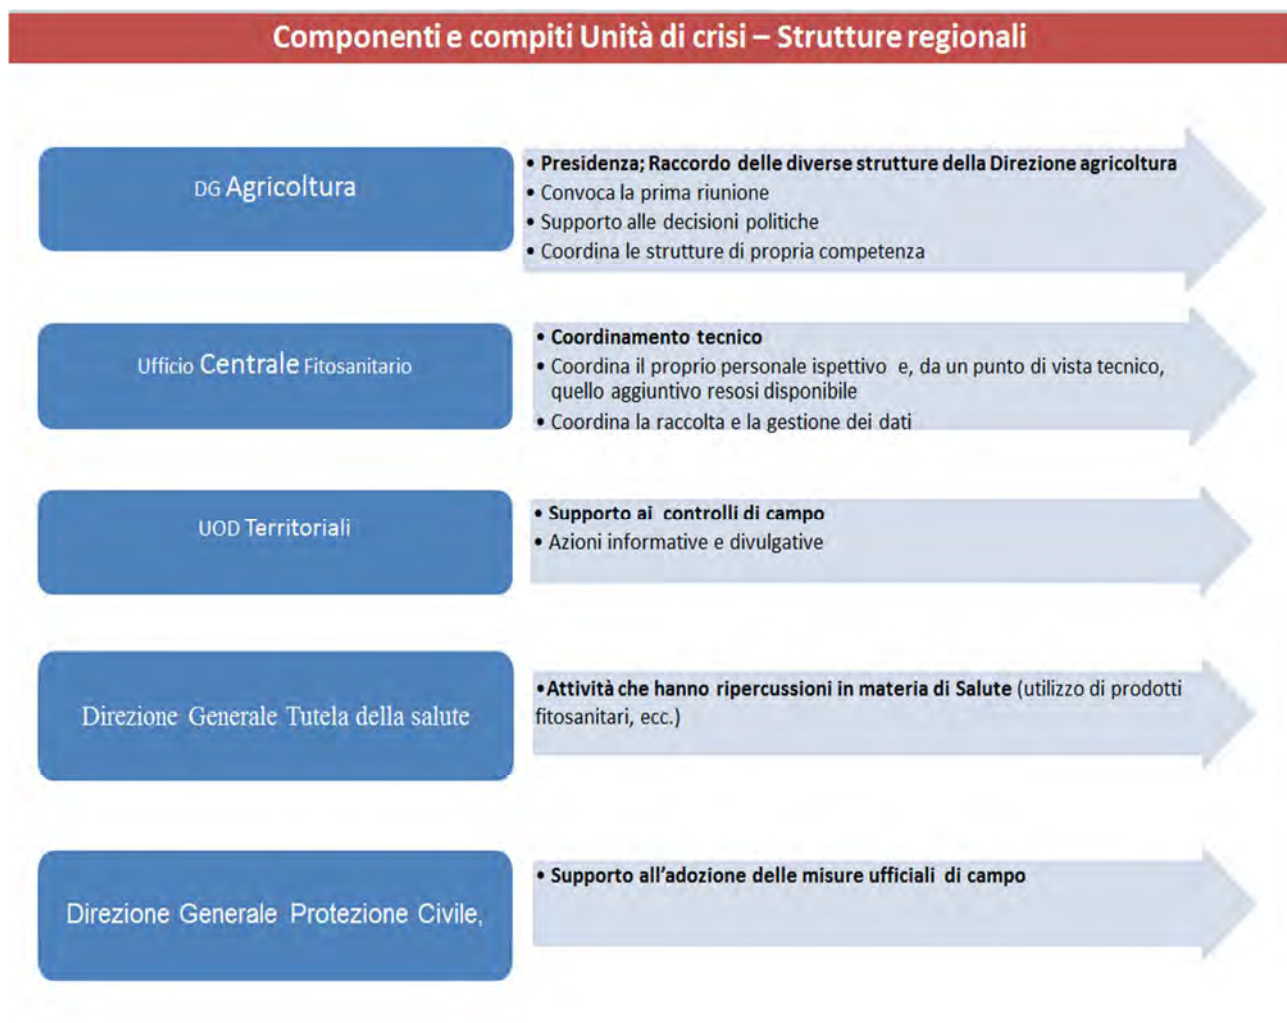 Componenti e compiti Unità di crisi – Strutture regionali
DG Agricoltura
• Presidenza; Raccordo delle diverse strutture della Direzione agricoltura
• Convoca la prima riunione
• Supporto alle decisioni politiche
• Coordina le strutture di propria competenza
Ufficio Centrale Fitosanitario
• Coordinamento tecnico
• Coordina il proprio personale ispettivo e, da un punto di vista tecnico,
quello aggiuntivo resosi disponibile
• Coordina la raccolta e la gestione dei dati
UOD Territoriali
• Supporto ai controlli di campo
• Azioni informative e divulgative
Direzione Generale Tutela della salute
•Attività che hanno ripercussioni in materia di Salute (utilizzo di prodotti
fitosanitari, ecc.)
Direzione Generale Protezione Civile,
• Supporto all’adozione delle misure ufficiali di campo